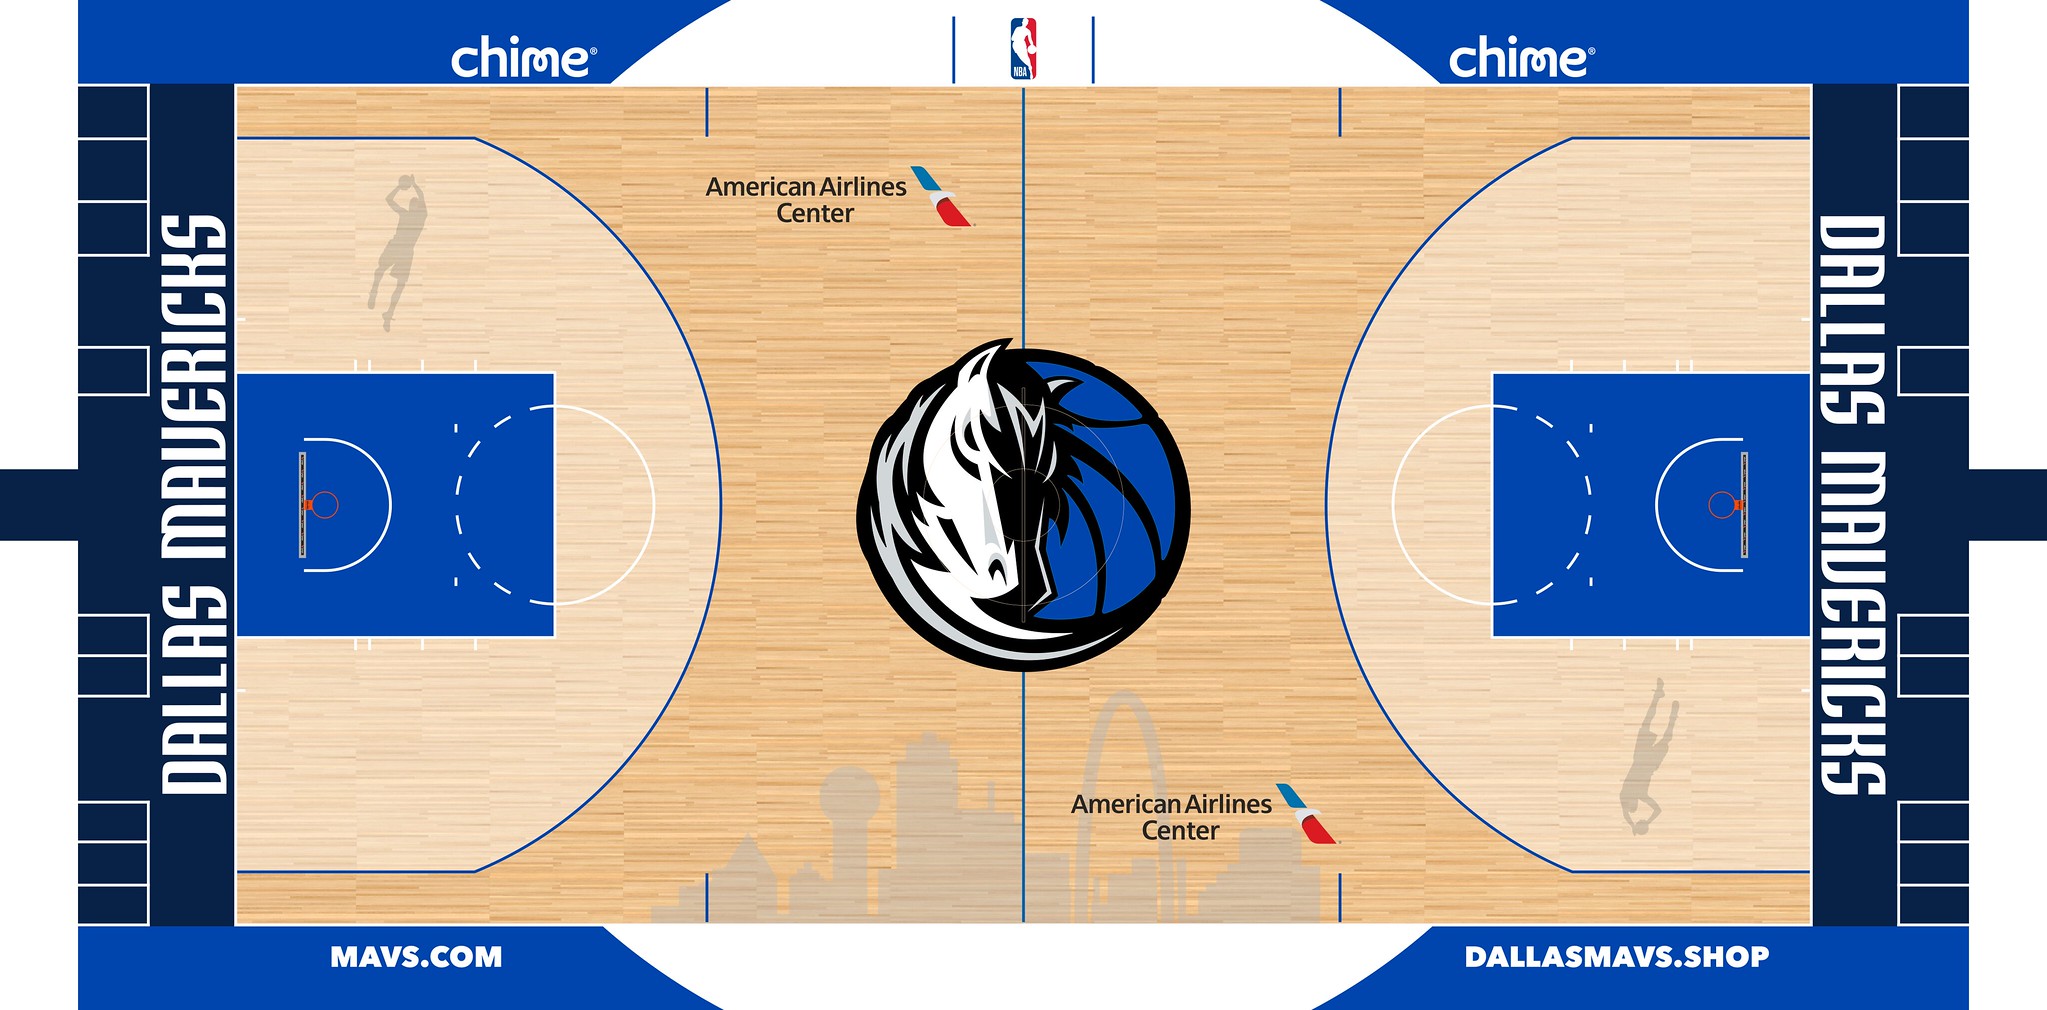 chime®
chime®
NBA
American Airlines
Center
DALLAS MAVERICKS
DALLAS MAVERICKS
American Airlines
Center
MAVS.COM
DALLASMAVS.SHOP